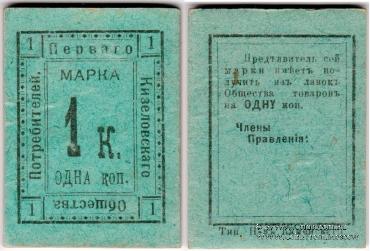 1 Перваго 1
Потребителей.
МАРКА
1 к.
ОДНА коп.
Кизеловскаго
1 Общества 1
Предъявитель сей
марки имѣетъ по-
лучить изъ лавокъ
Общества товаровъ
на ОДНУ коп.
Члены
Правленія:
Тип.